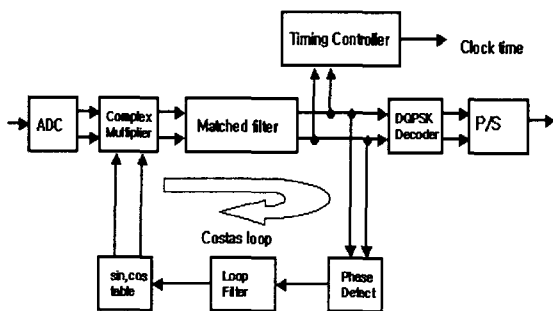 Timing Controller
Clock time
ADC
Complex
Multiplier
Matched filter
DQPSK
Decoder
P/S
Costas loop
sin,cos
table
Loop
Filter
Phase
Detect